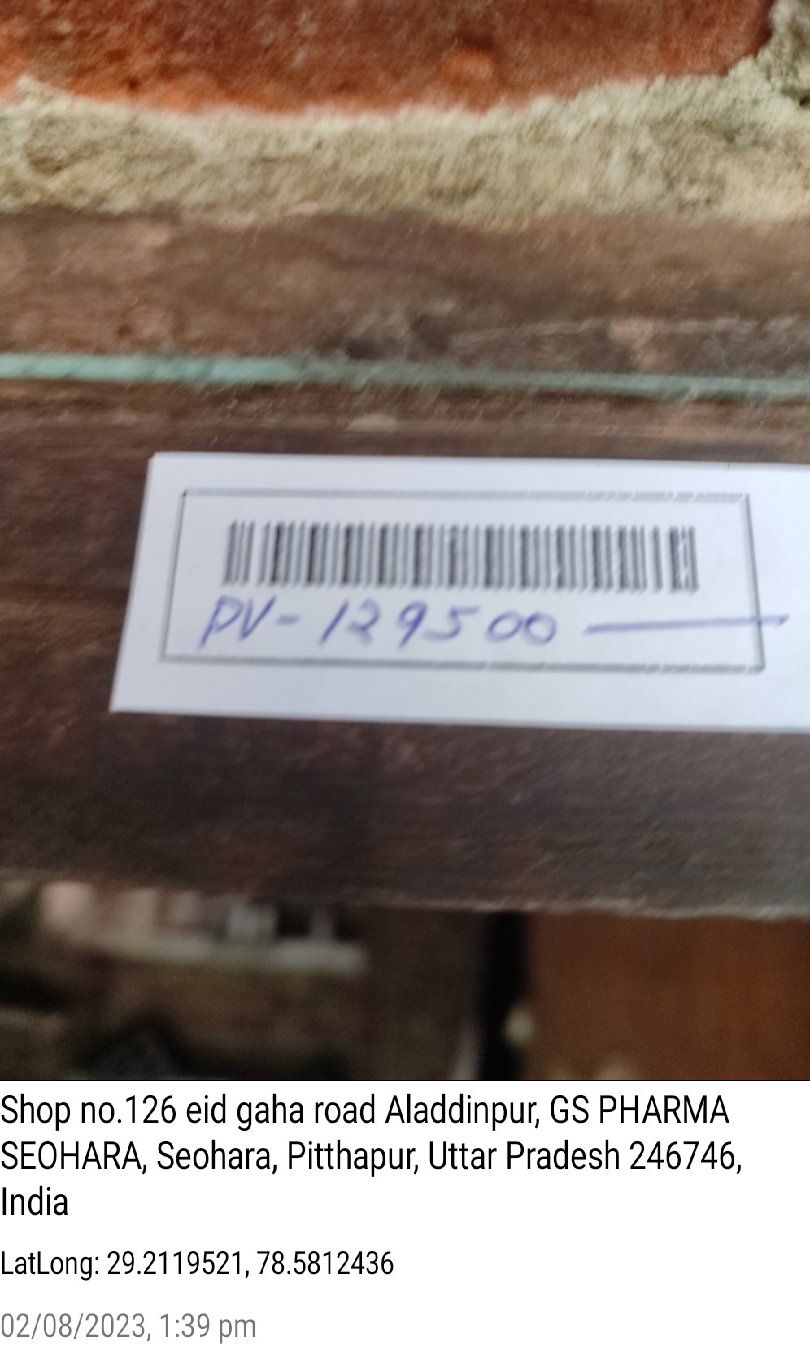 PV-129500
Shop no.126 eid gaha road Aladdinpur, GS PHARMA
SEOHARA, Seohara, Pitthapur, Uttar Pradesh 246746,
India
LatLong: 29.2119521, 78.5812436
02/08/2023, 1:39 pm